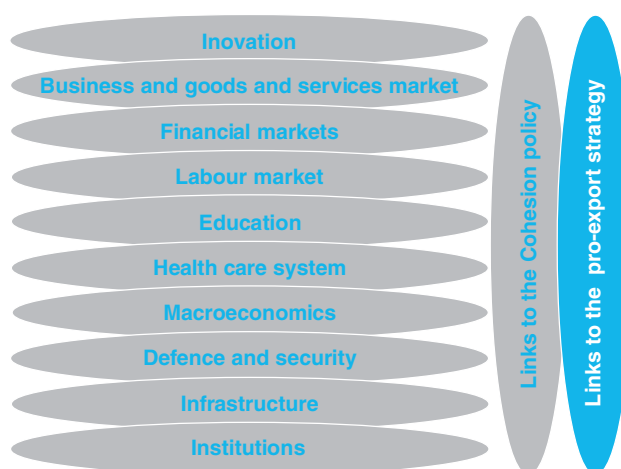 Inovation
Business and goods and services market
Financial markets
Labour market
Education
Health care system
Macroeconomics
Defence and security
Infrastructure
Institutions
Links to the Cohesion policy
Links to the pro-export strategy